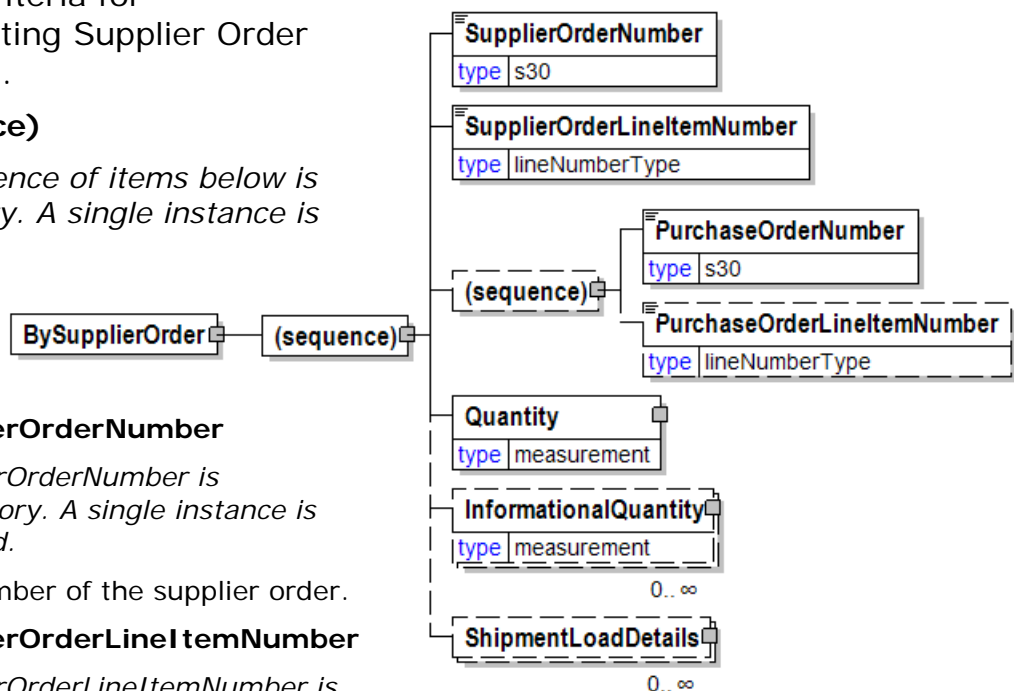 iteria for
ting Supplier Order
.
ce)
ence of items below is
y. A single instance is
erOrderNumber
rOrderNumber is
ory. A single instance is
d.
mber of the supplier order.
erOrderLineItemNumber
rOrderLineItemNumber is
BySupplierOrder
(sequence)
SupplierOrderNumber
type s30
SupplierOrderLineItemNumber
type lineNumberType
(sequence)
PurchaseOrderNumber
type s30
PurchaseOrderLineItemNumber
type lineNumberType
Quantity
type measurement
InformationalQuantity
type measurement
0.. ∞
ShipmentLoadDetails
0.. ∞